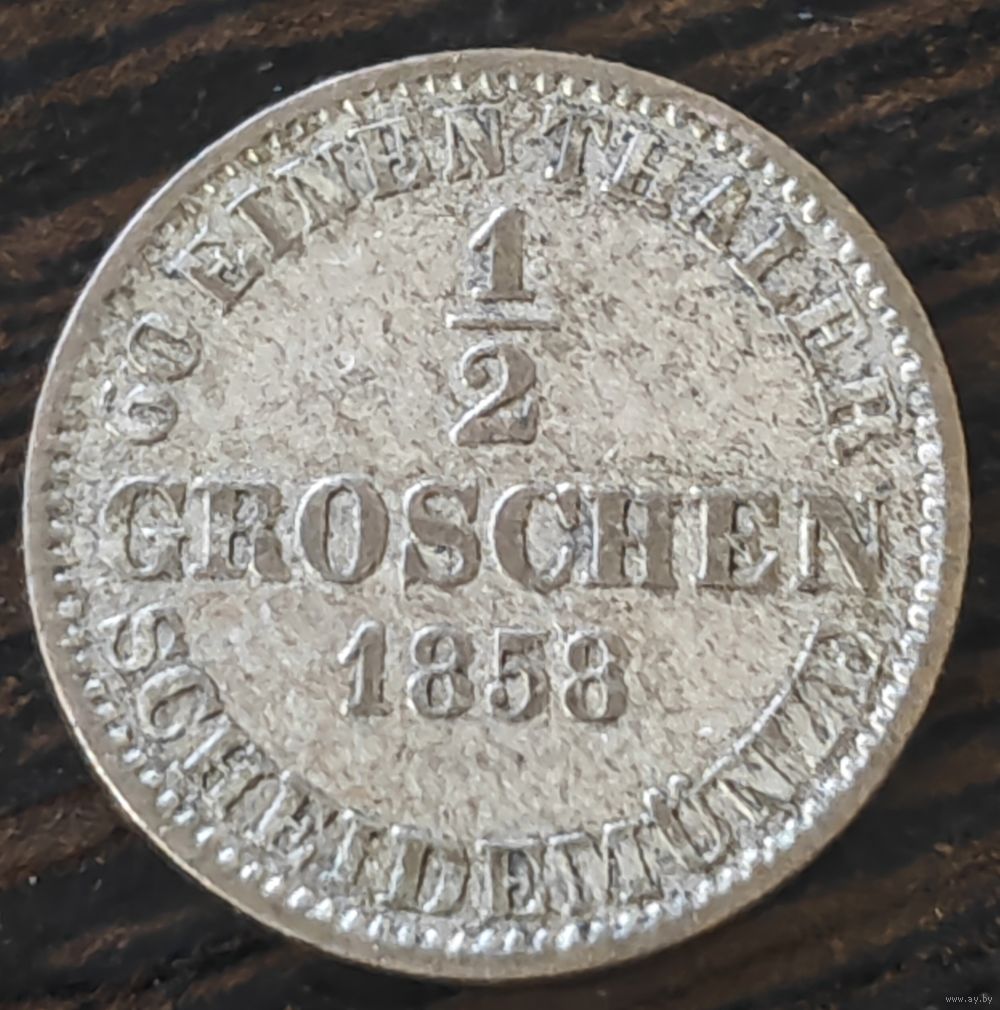 60 EINEN THALER
1
2
GROSCHEN
1858
SCHEIDEMÜNZE
www.ay.by